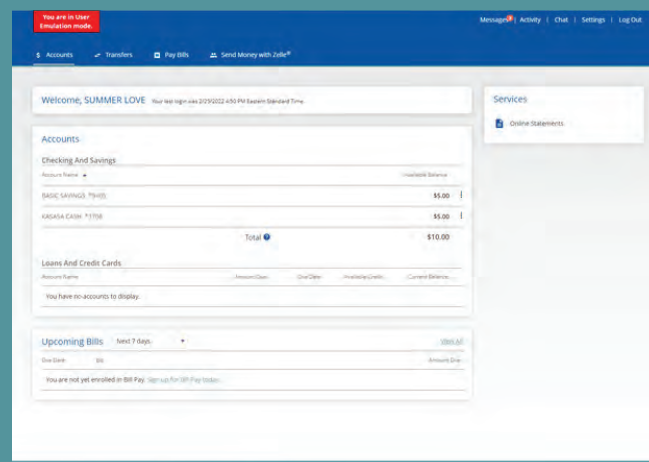 You are in User
Emulation mode.
Messages | Activity | Chat | Settings | Log Out
$ Accounts Transfers Pay Bills Send Money with Zelle®
Welcome, SUMMER LOVE Your last login was 2/25/2022 4:50 PM Eastern Standard Time.
Services
Online Statements
Accounts
Checking And Savings
Account Name Available Balance
BASIC SAVINGS $5.00
KASASA CASH $5.00
Total $10.00
Loans And Credit Cards
Account Name Amount Due Due Date Available Credit Current Balance
You have no accounts to display.
Upcoming Bills Next 7 days View All
Due Date Bill Amount Due
You are not yet enrolled in Bill Pay. Sign up for Bill Pay today.